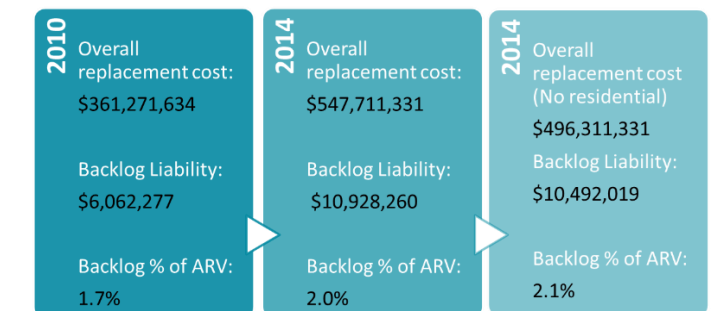 2010
Overall
replacement cost:
$361,271,634
Backlog Liability:
$6,062,277
Backlog % of ARV:
1.7%
2014
Overall
replacement cost:
$547,711,331
Backlog Liability:
$10,928,260
Backlog % of ARV:
2.0%
2014
Overall
replacement cost
(No residential)
$496,311,331
Backlog Liability:
$10,492,019
Backlog % of ARV:
2.1%